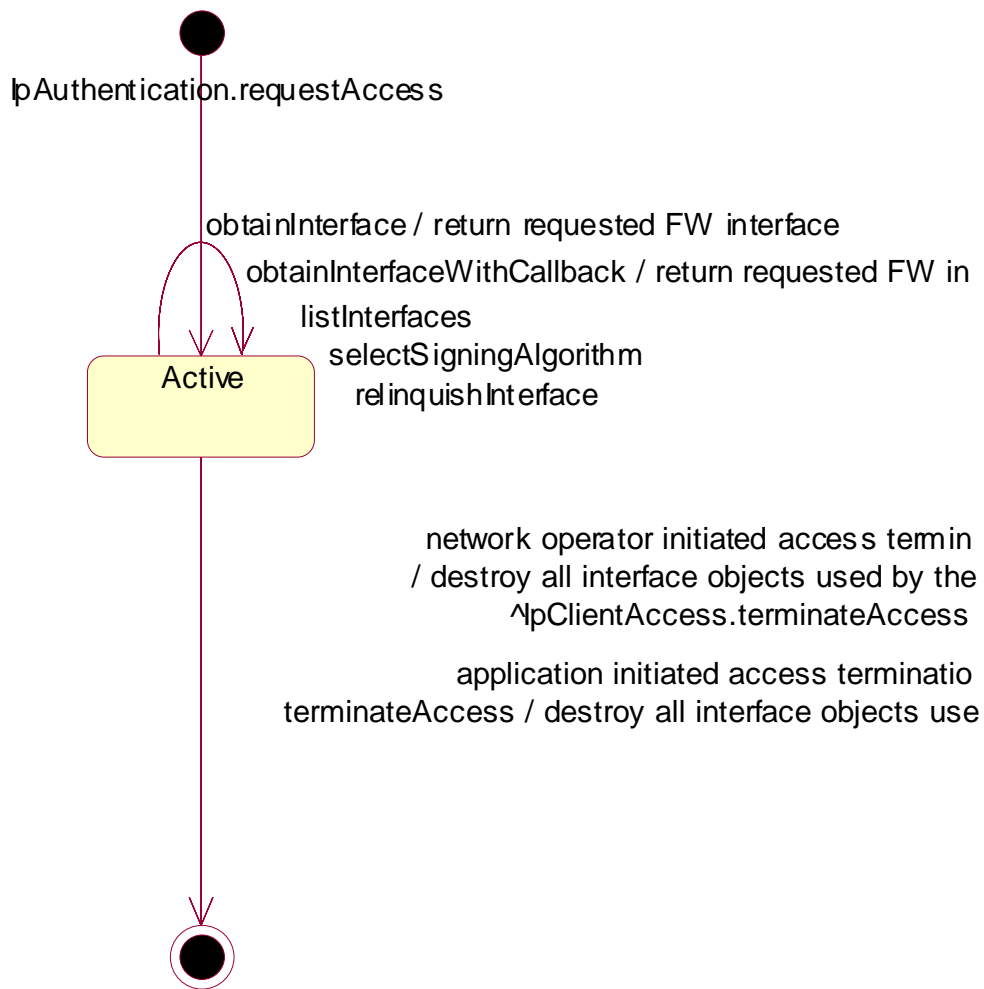 IpAuthentication.requestAccess
obtainInterface / return requested FW interface
obtainInterfaceWithCallback / return requested FW in
listInterfaces
selectSigningAlgorithm
relinquishInterface
Active
network operator initiated access termin
/ destroy all interface objects used by the
^IpClientAccess.terminateAccess
application initiated access terminatio
terminateAccess / destroy all interface objects use